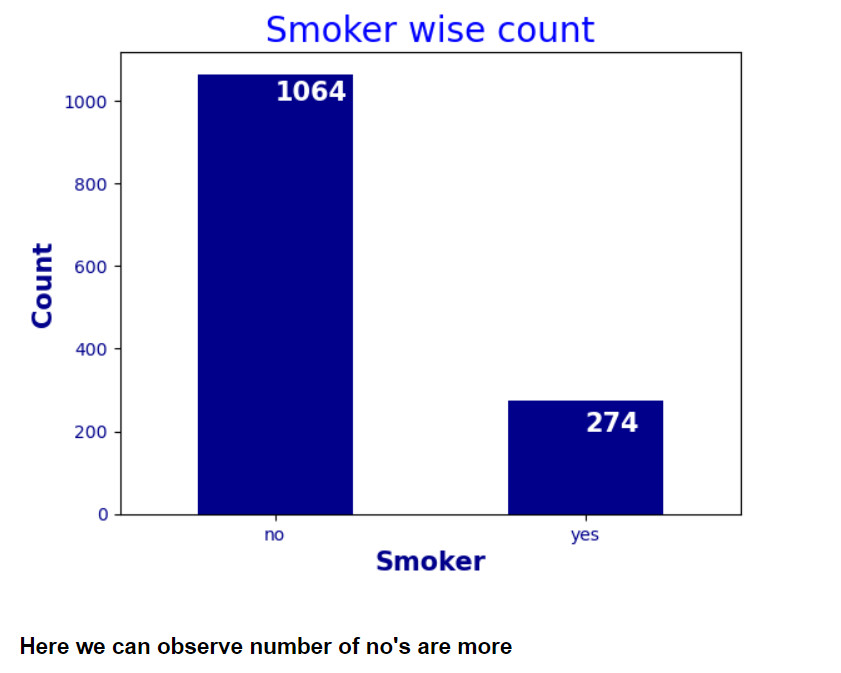 Smoker wise count
1064
1000
800
600
400
200
0
Count
274
no
yes
Smoker
Here we can observe number of no's are more